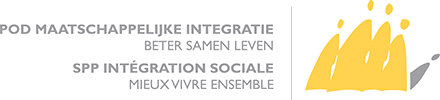 POD MAATSCHAPPELIJKE INTEGRATIE
BETER SAMEN LEVEN
SPP INTÉGRATION SOCIALE
MIEUX VIVRE ENSEMBLE